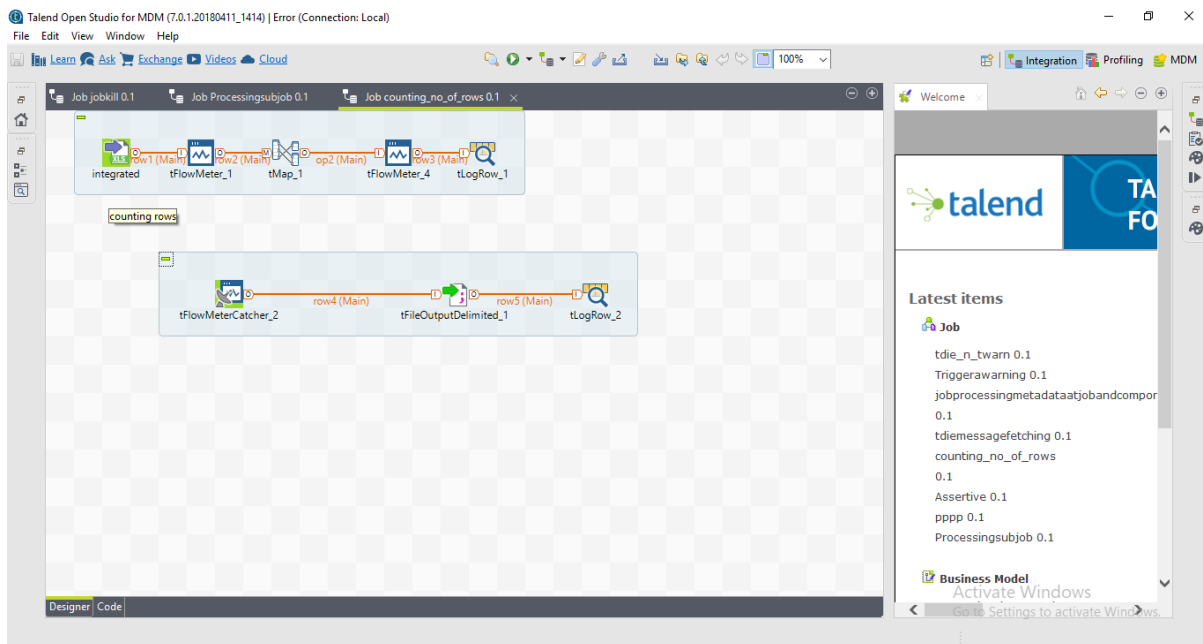 Talend Open Studio for MDM (7.0.1.20180411_1414) | Error (Connection: Local)
File Edit View Window Help
Learn Ask Exchange Videos Cloud 100% Integration Profiling MDM
Job jobkill 0.1 Job Processingsubjob 0.1 Job counting_no_of_rows 0.1 Welcome
row1 (Main) row2 (Main) op2 (Main) row3 (Main)
integrated tFlowMeter_1 tMap_1 tFlowMeter_4 tLogRow_1
counting rows
row4 (Main) row5 (Main)
tFlowMeterCatcher_2 tFileOutputDelimited_1 tLogRow_2
talend
TA
FO
Latest items
Job
tdie_n_twarn 0.1
Triggerawarning 0.1
jobprocessingmetadataatjobandcompor
0.1
tdiemessagefetching 0.1
counting_no_of_rows
0.1
Assertive 0.1
pppp 0.1
Processingsubjob 0.1
Business Model
Activate Windows
Go to Settings to activate Windows.
Designer Code